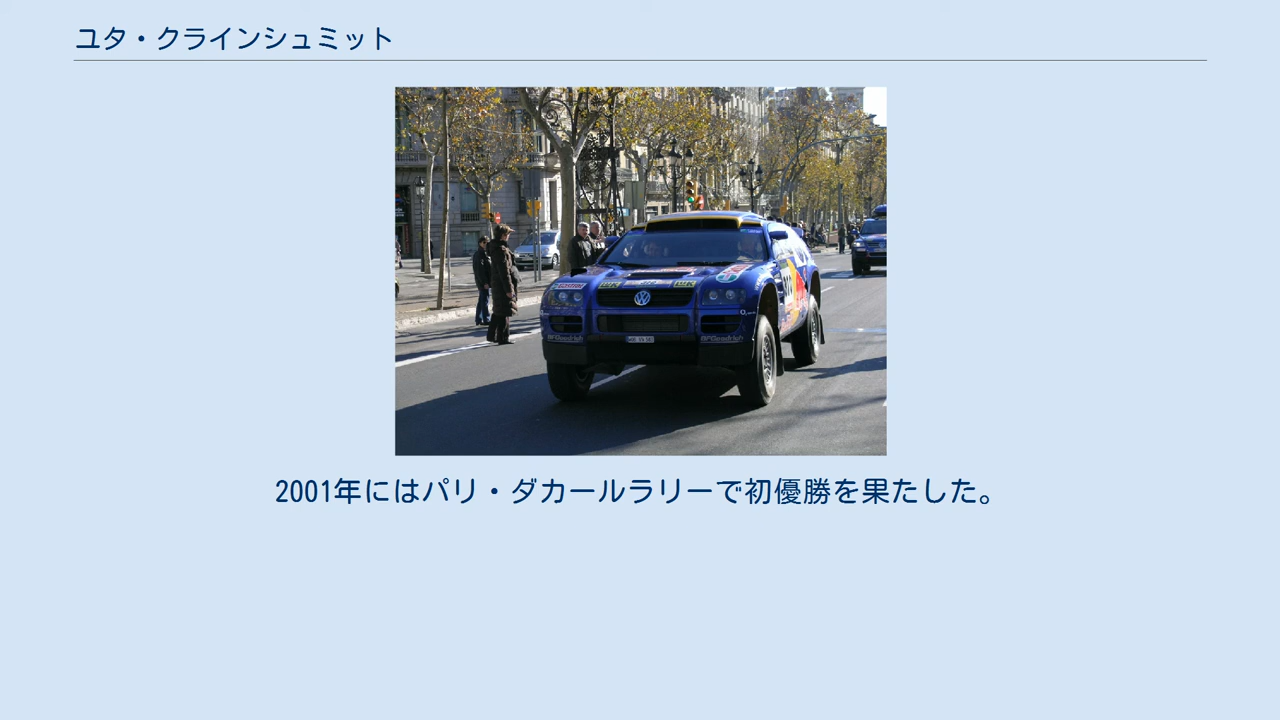 ユタ・クラインシュミット
2001年にはパリ・ダカールラリーで初優勝を果たした。
BFGoodrich